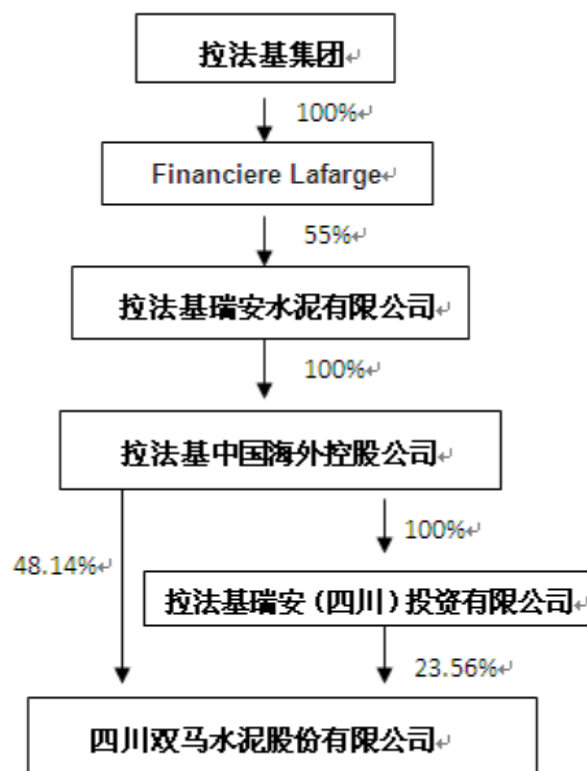 拉法基集团↵
100%↵
Financiere Lafarge↵
55%↵
拉法基瑞安水泥有限公司↵
100%↵
拉法基中国海外控股公司↵
100%↵
48.14%↵
拉法基瑞安（四川）投资有限公司↵
23.56%↵
四川双马水泥股份有限公司↵